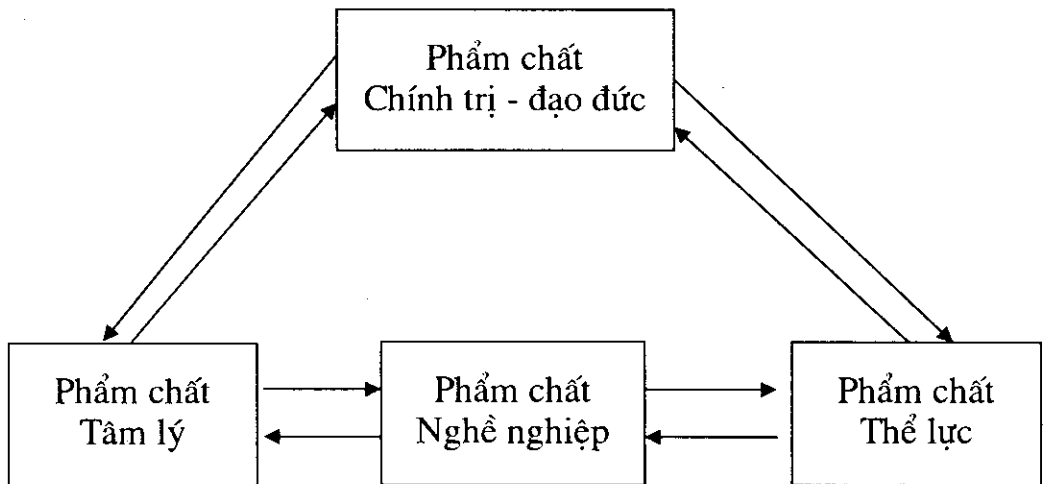 Phẩm chất
Chính trị - đạo đức
Phẩm chất
Tâm lý
Phẩm chất
Nghề nghiệp
Phẩm chất
Thể lực